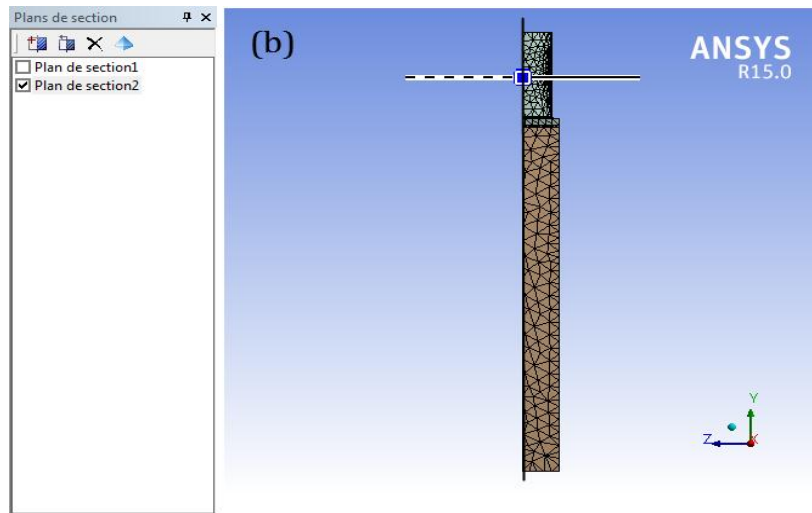 Plans de section
Plan de section1
Plan de section2
(b)
ANSYS
R15.0
Y
Z
X